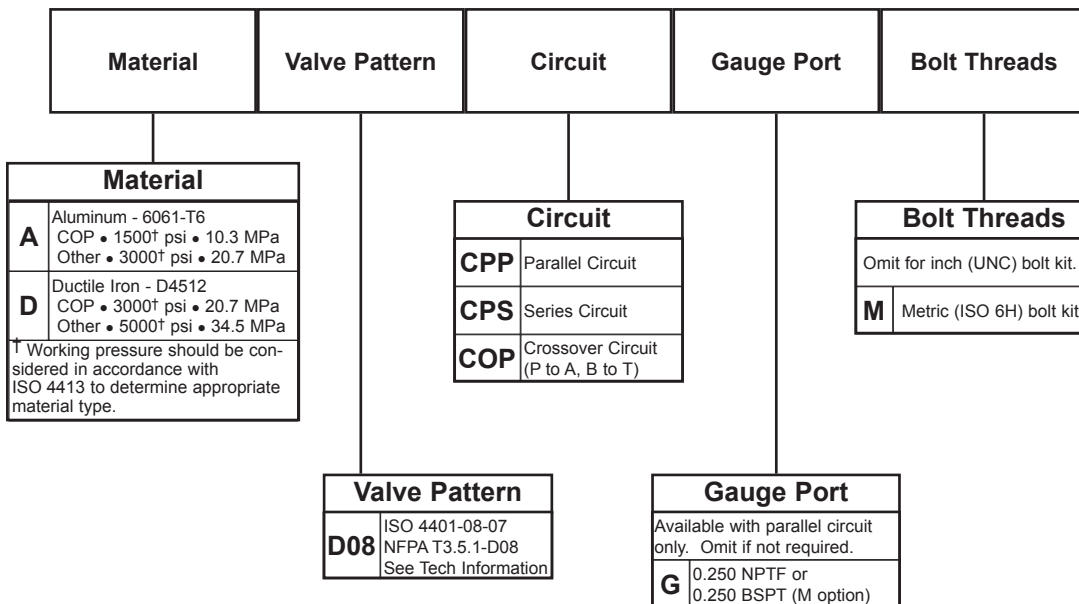 Material
Valve Pattern
Circuit
Gauge Port
Bolt Threads
Material
A
Aluminum - 6061-T6
COP • 1500† psi • 10.3 MPa
Other • 3000† psi • 20.7 MPa
D
Ductile Iron - D4512
COP • 3000† psi • 20.7 MPa
Other • 5000† psi • 34.5 MPa
† Working pressure should be con-
sidered in accordance with
ISO 4413 to determine appropriate
material type.
Circuit
CPP Parallel Circuit
CPS Series Circuit
COP Crossover Circuit
(P to A, B to T)
Bolt Threads
Omit for inch (UNC) bolt kit.
M Metric (ISO 6H) bolt kit
Valve Pattern
D08
ISO 4401-08-07
NFPA T3.5.1-D08
See Tech Information
Gauge Port
Available with parallel circuit
only. Omit if not required.
G
0.250 NPTF or
0.250 BSPT (M option)